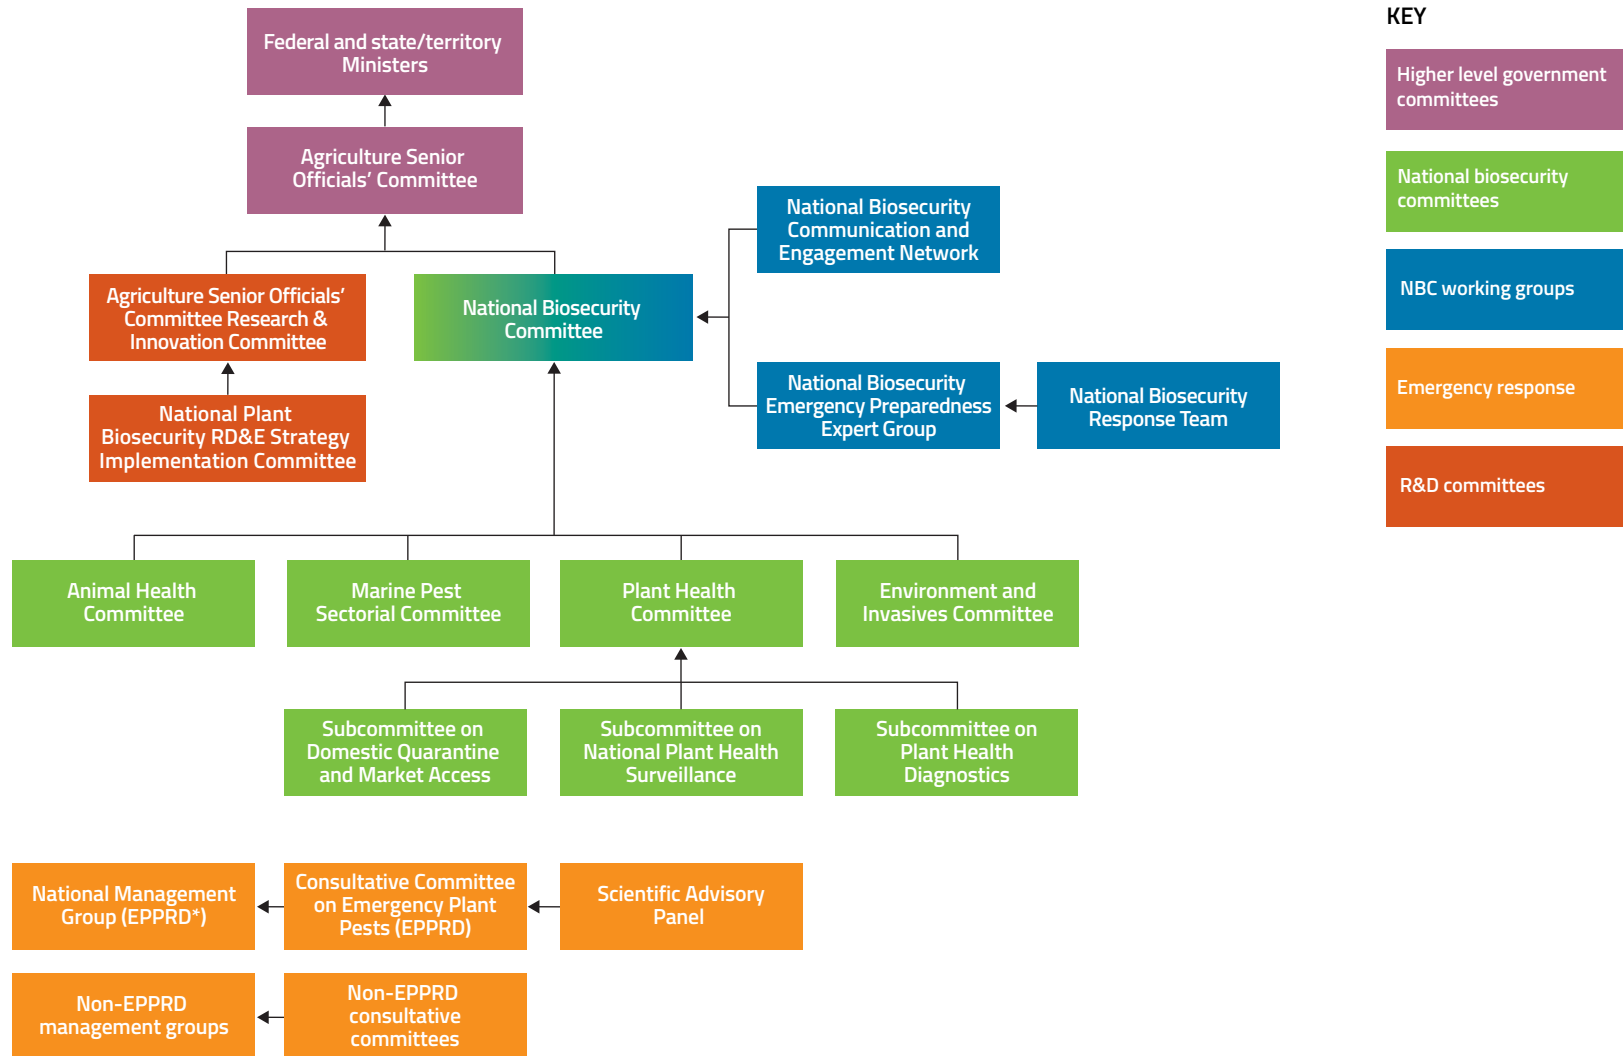 Federal and state/territory
Ministers
Agriculture Senior
Officials' Committee
Agriculture Senior Officials'
Committee Research &
Innovation Committee
National Biosecurity
Committee
National Biosecurity
Communication and
Engagement Network
National Plant
Biosecurity RD&E Strategy
Implementation Committee
National Biosecurity
Emergency Preparedness
Expert Group
National Biosecurity
Response Team
Animal Health
Committee
Marine Pest
Sectorial Committee
Plant Health
Committee
Environment and
Invasives Committee
Subcommittee on
Domestic Quarantine
and Market Access
Subcommittee on
National Plant Health
Surveillance
Subcommittee on
Plant Health
Diagnostics
National Management
Group (EPPRD*)
Consultative Committee
on Emergency Plant
Pests (EPPRD)
Scientific Advisory
Panel
Non-EPPRD
management groups
Non-EPPRD
consultative
committees
KEY
Higher level government
committees
National biosecurity
committees
NBC working groups
Emergency response
R&D committees